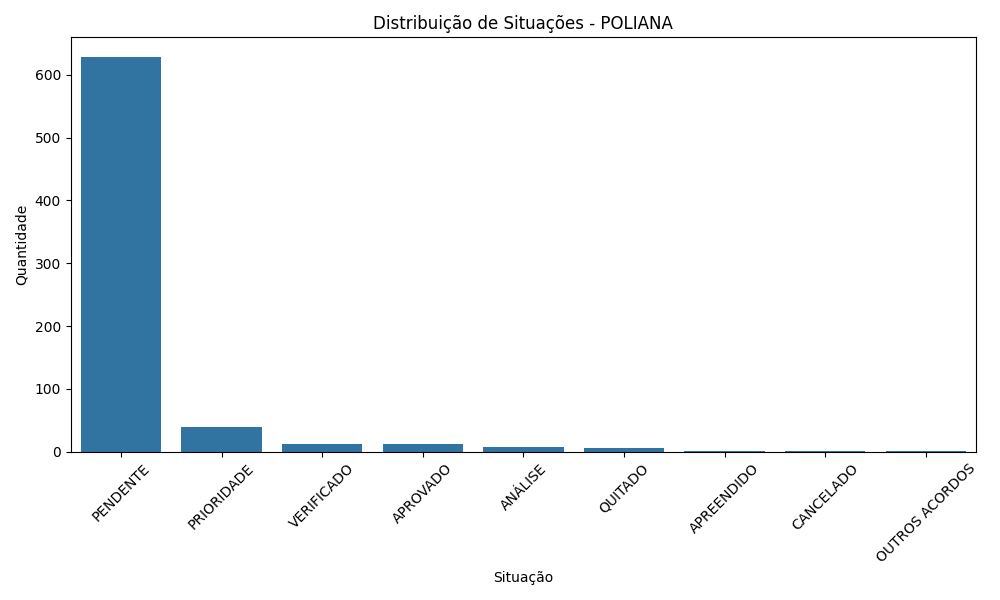 Distribuição de Situações - POLIANA
Quantidade
600
500
400
300
200
100
0
PENDENTE
PRIORIDADE
VERIFICADO
APROVADO
ANÁLISE
QUITADO
APREENDIDO
CANCELADO
OUTROS ACORDOS
Situação